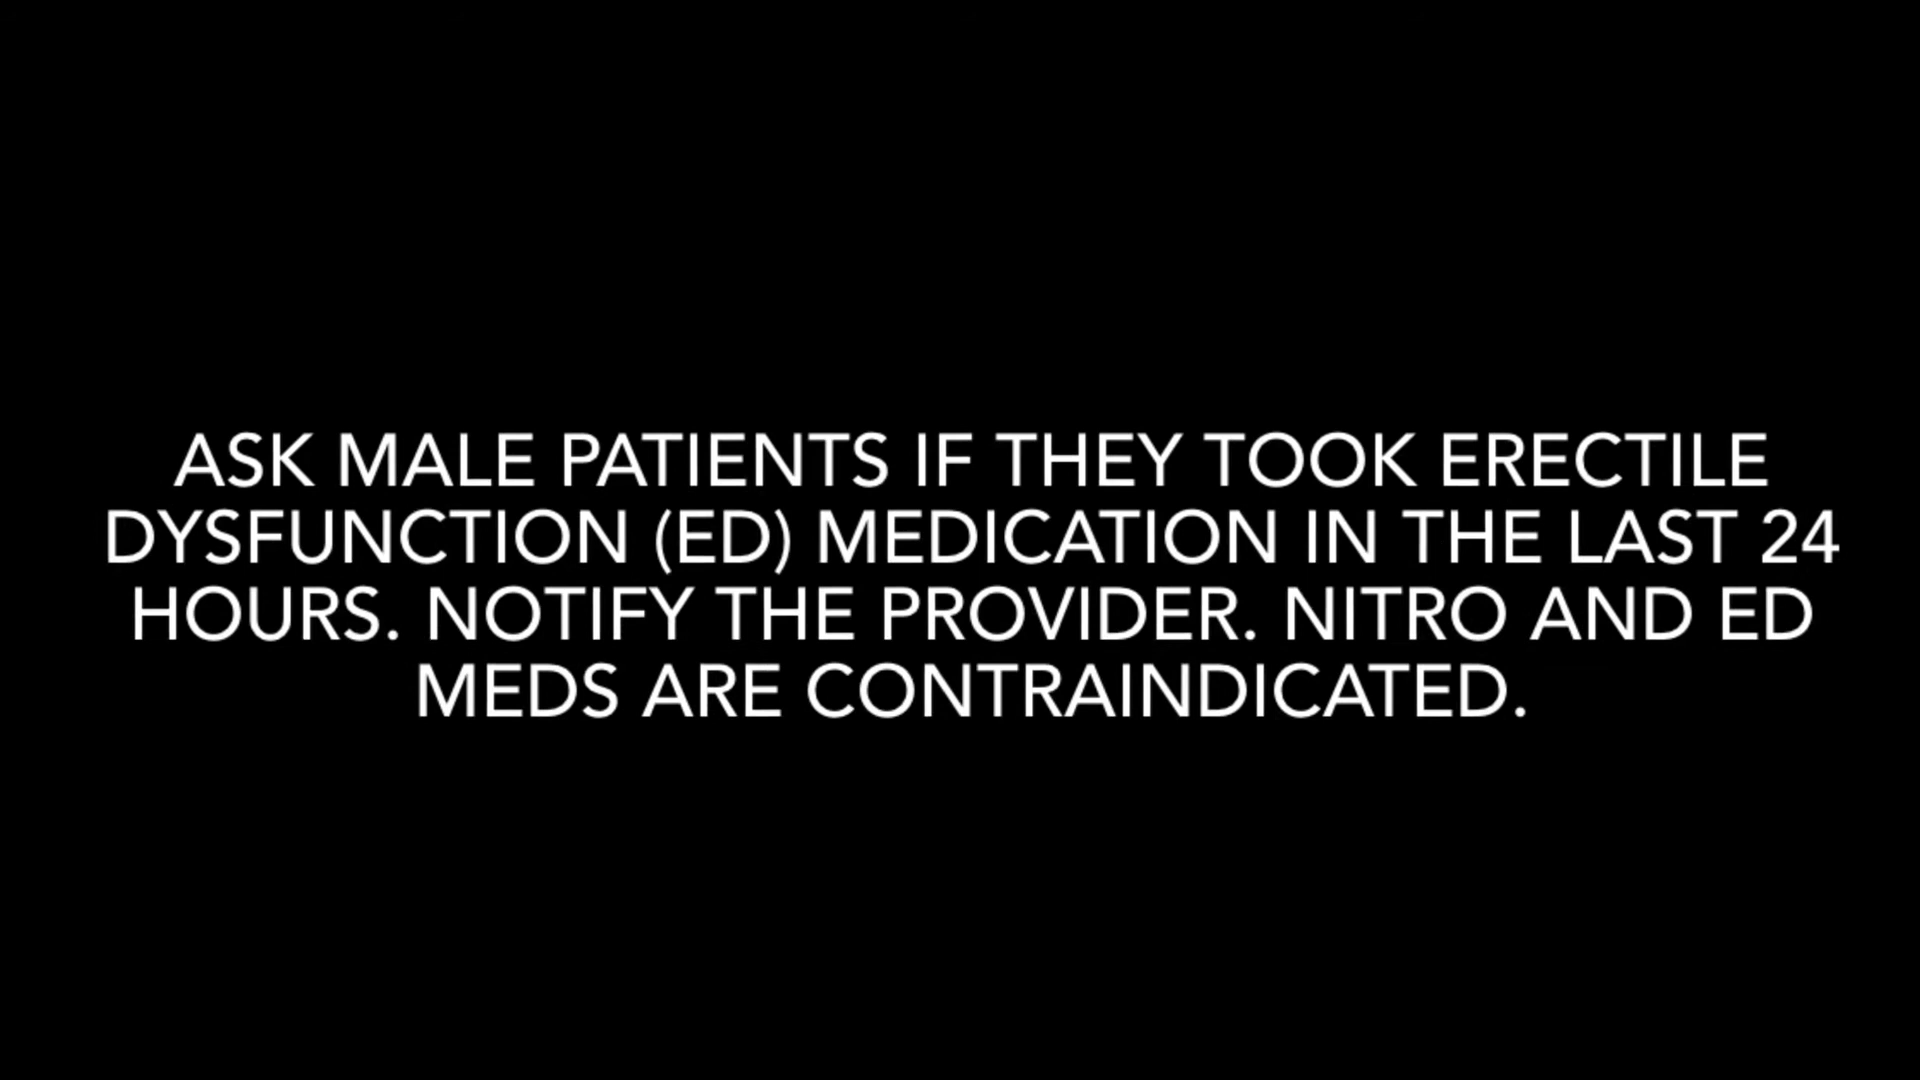 ASK MALE PATIENTS IF THEY TOOK ERECTILE
DYSFUNCTION (ED) MEDICATION IN THE LAST 24
HOURS. NOTIFY THE PROVIDER. NITRO AND ED
MEDS ARE CONTRAINDICATED.